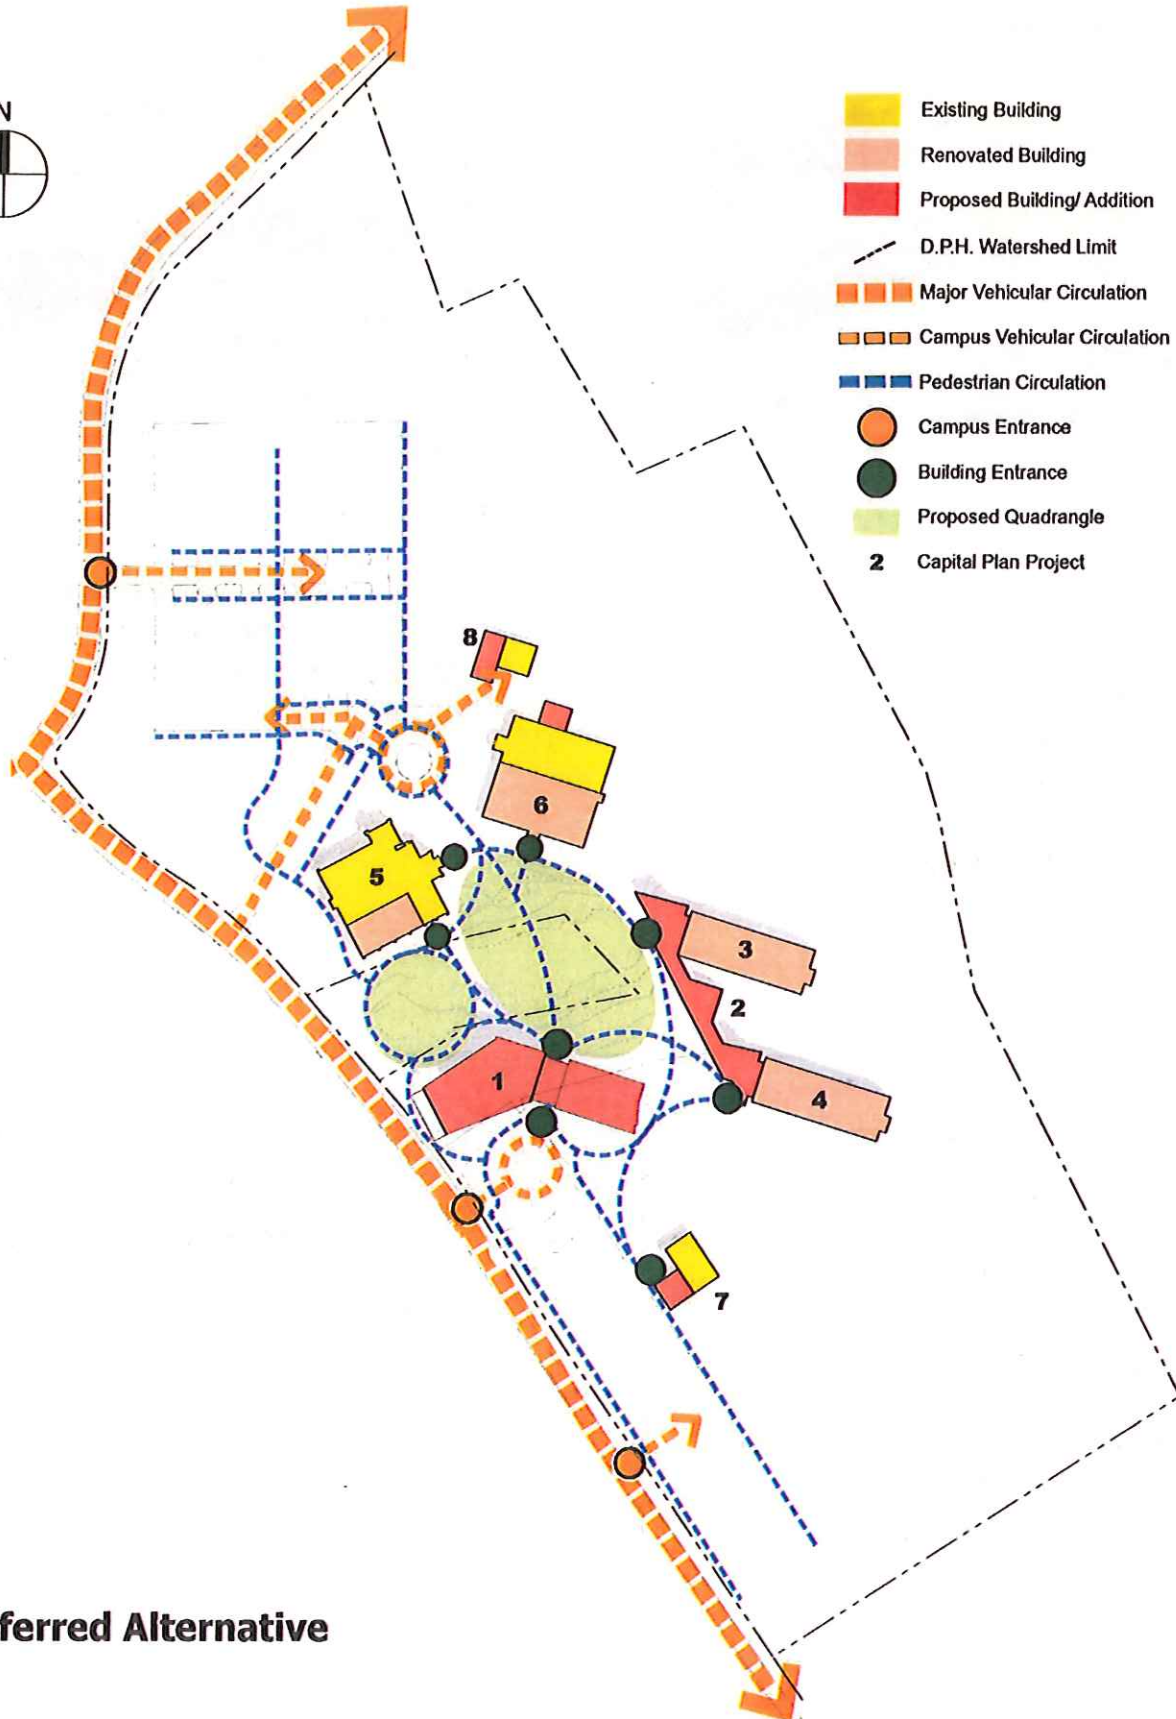 N
Existing Building
Renovated Building
Proposed Building/ Addition
D.P.H. Watershed Limit
Major Vehicular Circulation
Campus Vehicular Circulation
Pedestrian Circulation
Campus Entrance
Building Entrance
Proposed Quadrangle
2 Capital Plan Project
8
6
5
3
2
1
4
7
ferred Alternative